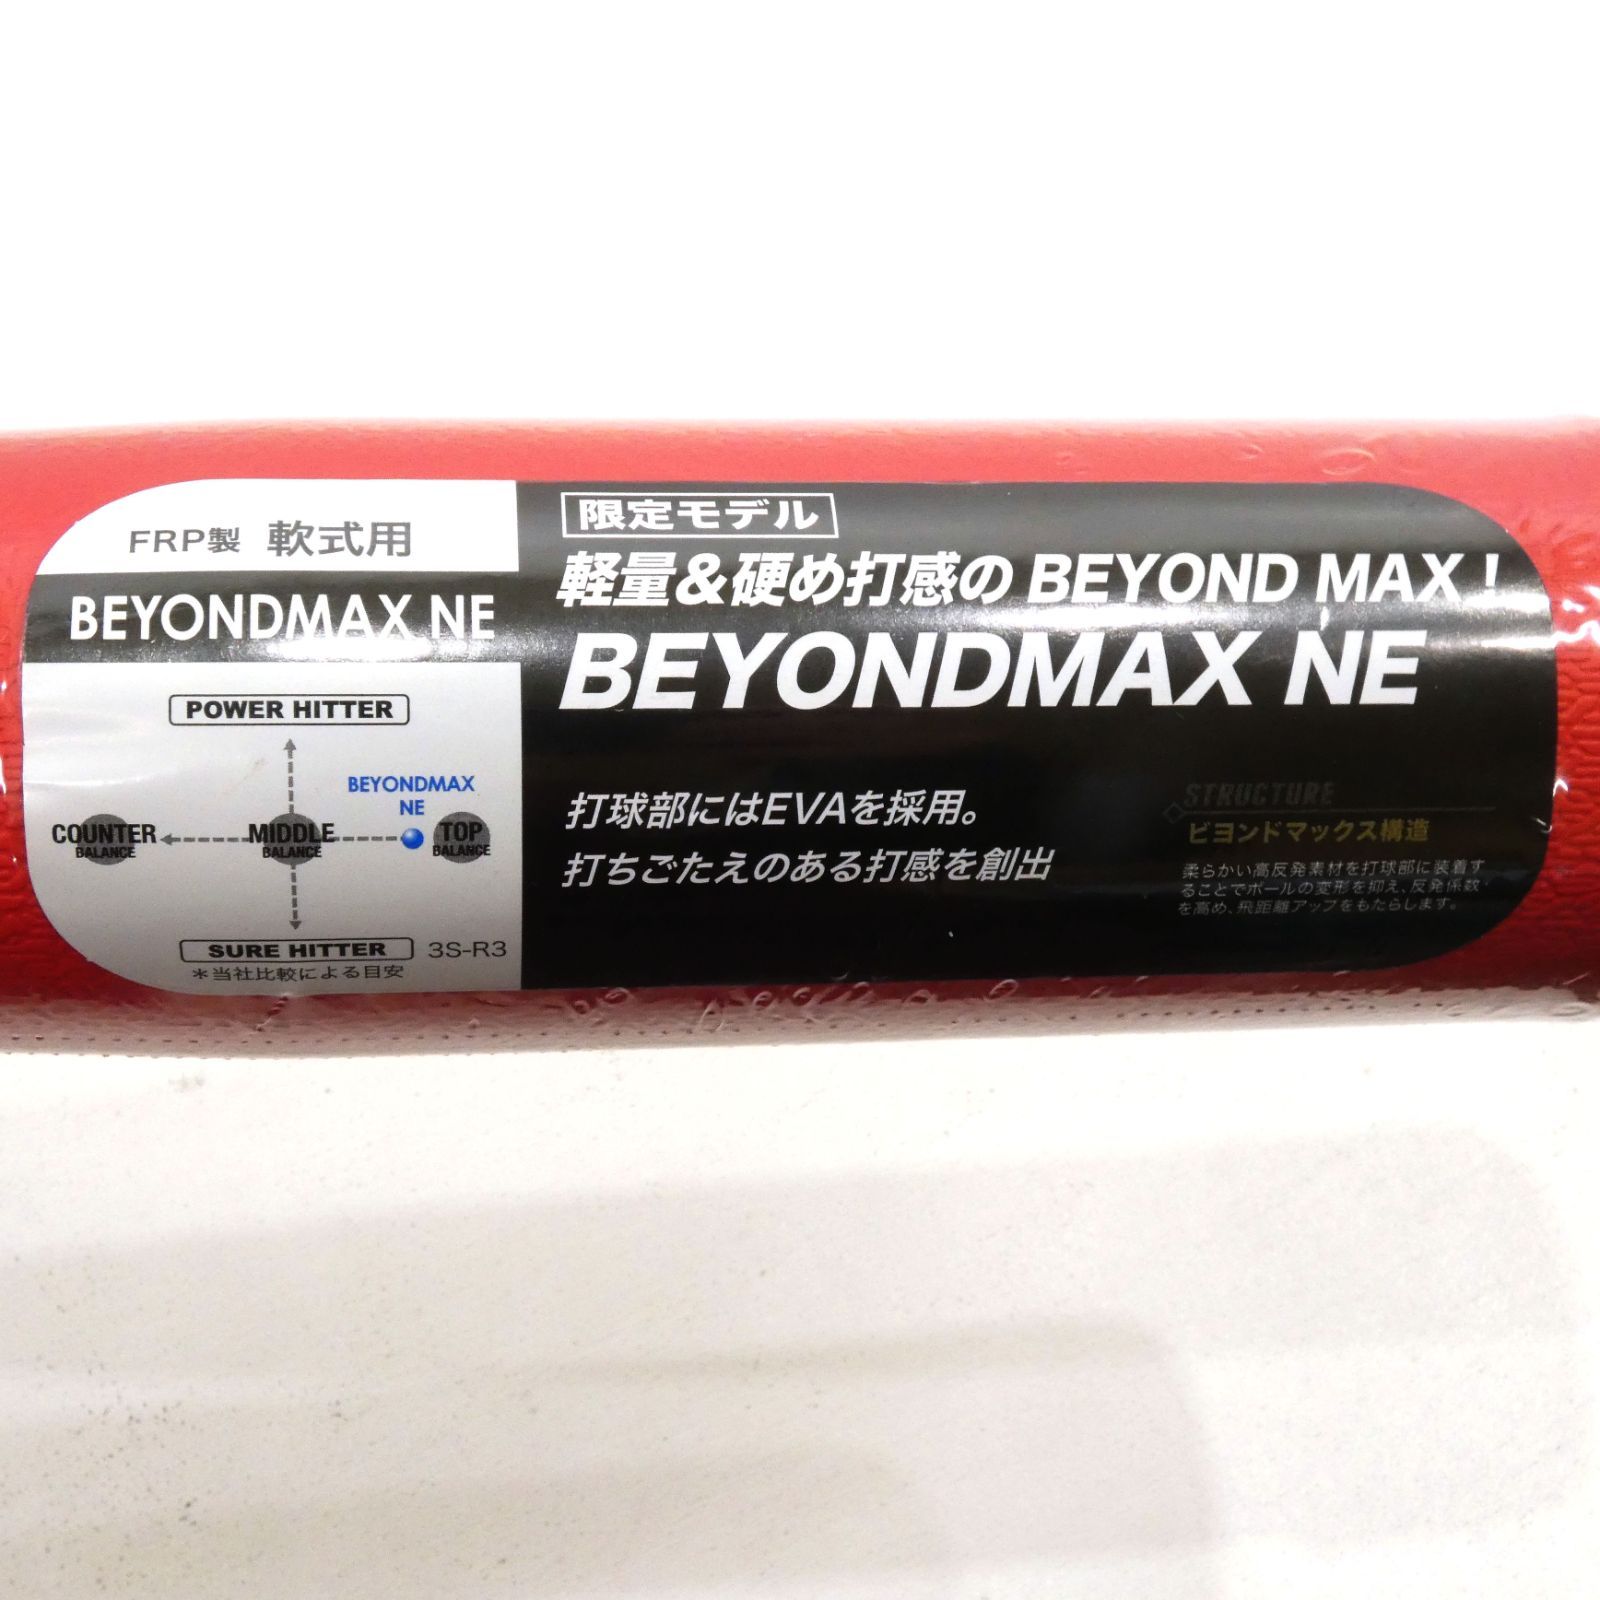 FRP製 軟式用
BEYONDMAX NE
POWER HITTER
BEYONDMAX
NE
COUNTER
BALANCE
MIDDLE
BALANCE
TOP
BALANCE
SURE HITTER 3S-R3
*当社比較による目安
限定モデル
軽量&硬め打感の BEYOND MAX!
BEYONDMAX NE
打球部にはEVAを採用。
打ちごたえのある打感を創出
STRUCTURE
ビヨンドマックス構造
柔らかい高反発素材を打球部に装着す
ることでボールの変形を抑え、反発係数
を高め、飛距離アップをもたらします。